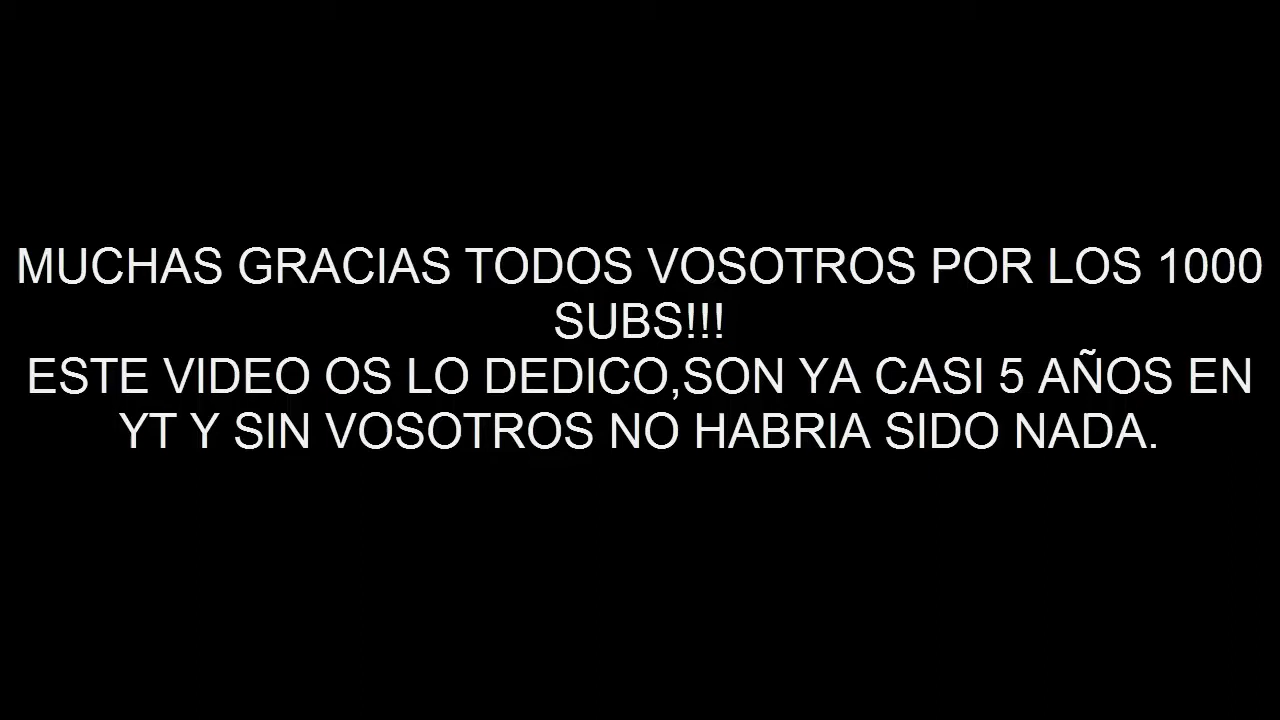 MUCHAS GRACIAS TODOS VOSOTROS POR LOS 1000
SUBS!!!
ESTE VIDEO OS LO DEDICO,SON YA CASI 5 AÑOS EN
YT Y SIN VOSOTROS NO HABRIA SIDO NADA.